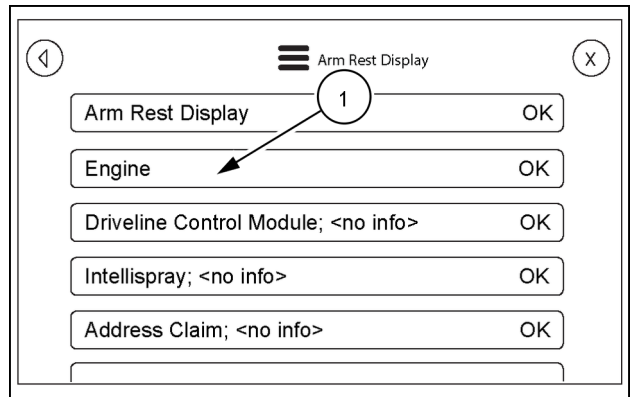 Arm Rest Display
X
1
Arm Rest Display OK
Engine OK
Driveline Control Module; <no info> OK
Intellispray; <no info> OK
Address Claim; <no info> OK